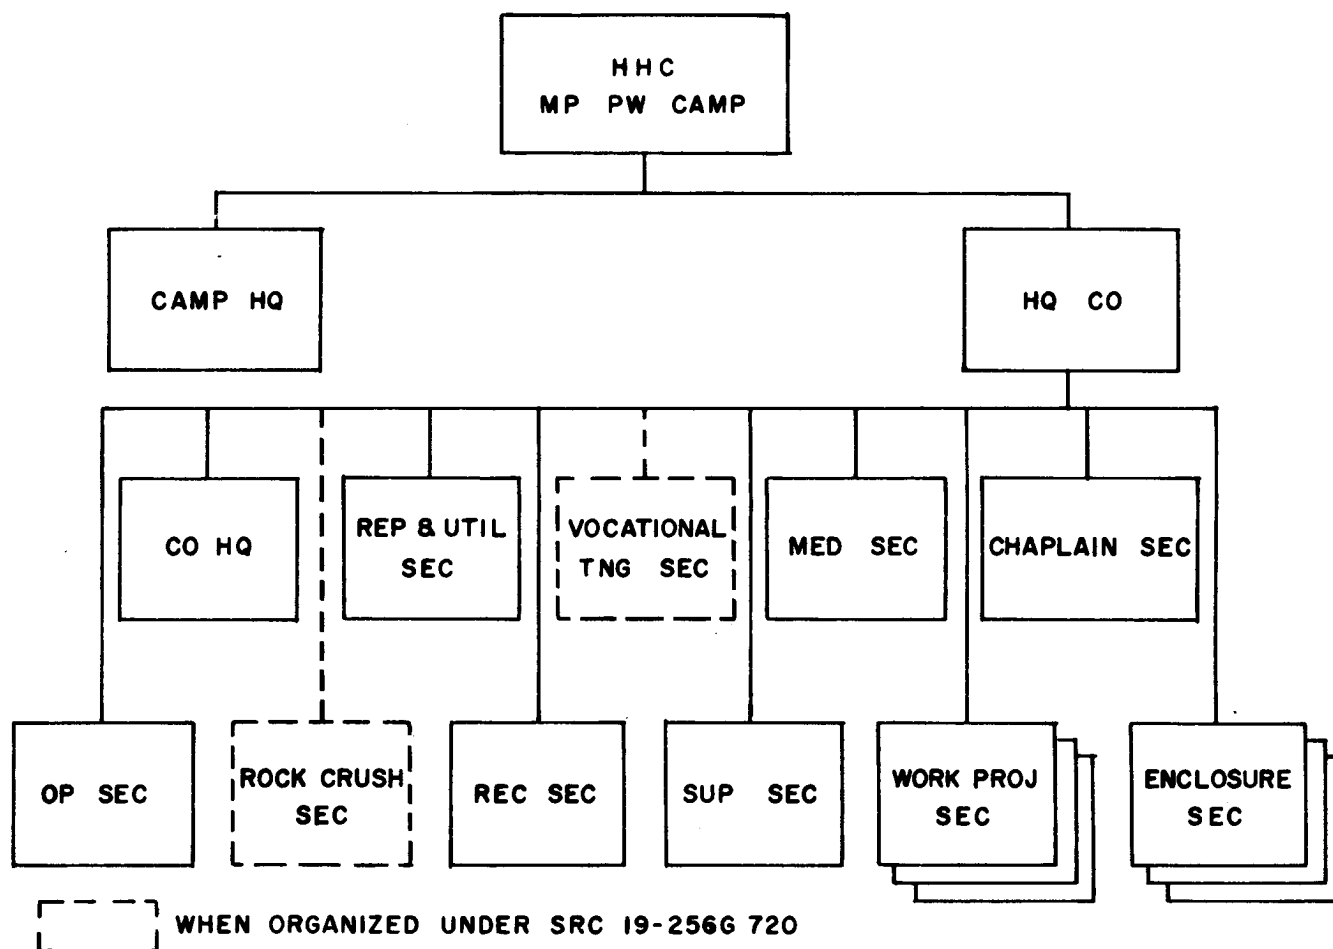 HHC
MP PW CAMP
CAMP HQ
HQ CO
CO HQ
REP & UTIL
SEC
VOCATIONAL
TNG SEC
MED SEC
CHAPLAIN SEC
OP SEC
ROCK CRUSH
SEC
REC SEC
SUP SEC
WORK PROJ
SEC
ENCLOSURE
SEC
WHEN ORGANIZED UNDER SRC 19-256G 720